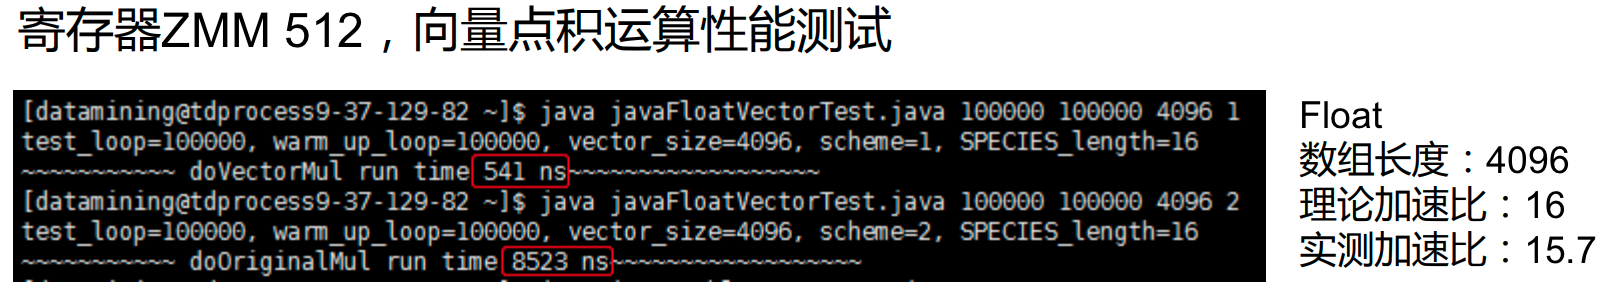 寄存器ZMM 512，向量点积运算性能测试
[datamining@tdprocess9-37-129-82 ~]$ java javaFloatVectorTest.java 100000 100000 4096 1
test_loop=100000, warm_up_loop=100000, vector_size=4096, scheme=1, SPECIES_length=16
~~~~~~~~~~~ doVectorMul run time 541 ns~~~~~~~~~~~~~~~~~~
[datamining@tdprocess9-37-129-82 ~]$ java javaFloatVectorTest.java 100000 100000 4096 2
test_loop=100000, warm_up_loop=100000, vector_size=4096, scheme=2, SPECIES_length=16
~~~~~~~~~~~ doOriginalMul run time 8523 ns~~~~~~~~~~~~~~~~~~
Float
数组长度：4096
理论加速比：16
实测加速比：15.7